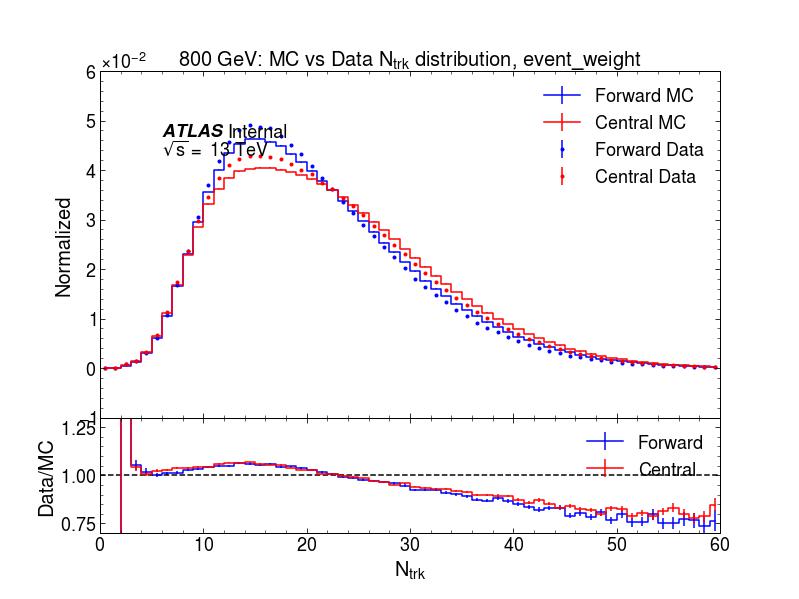 ×10⁻²
800 GeV: MC vs Data N_trk distribution, event_weight
6
5
4
3
2
1
0
−1
Normalized
ATLAS Internal
√s = 13 TeV
Forward MC
Central MC
Forward Data
Central Data
1.25
1.00
0.75
Data/MC
Forward
Central
0 10 20 30 40 50 60
N_trk